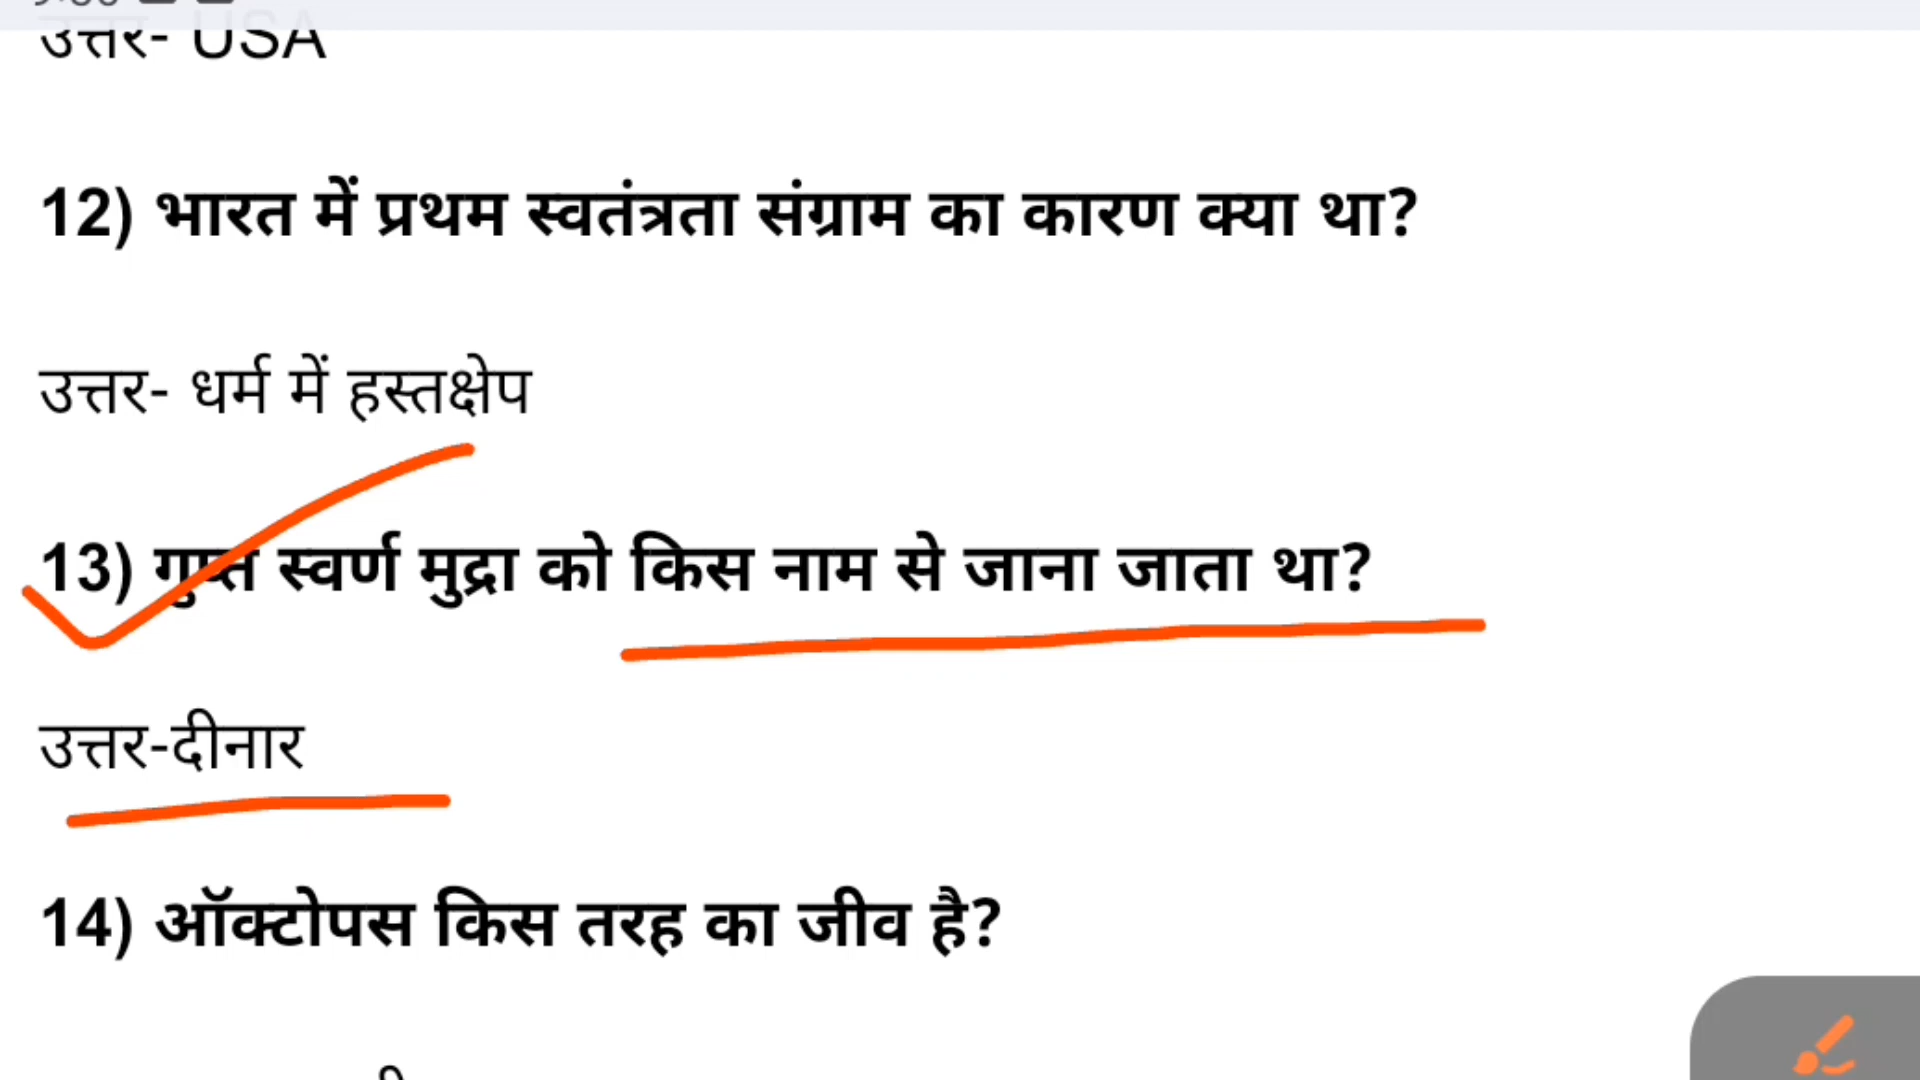 उत्तर- USA
12) भारत में प्रथम स्वतंत्रता संग्राम का कारण क्या था?
उत्तर- धर्म में हस्तक्षेप
13) गुप्त स्वर्ण मुद्रा को किस नाम से जाना जाता था?
उत्तर-दीनार
14) ऑक्टोपस किस तरह का जीव है?